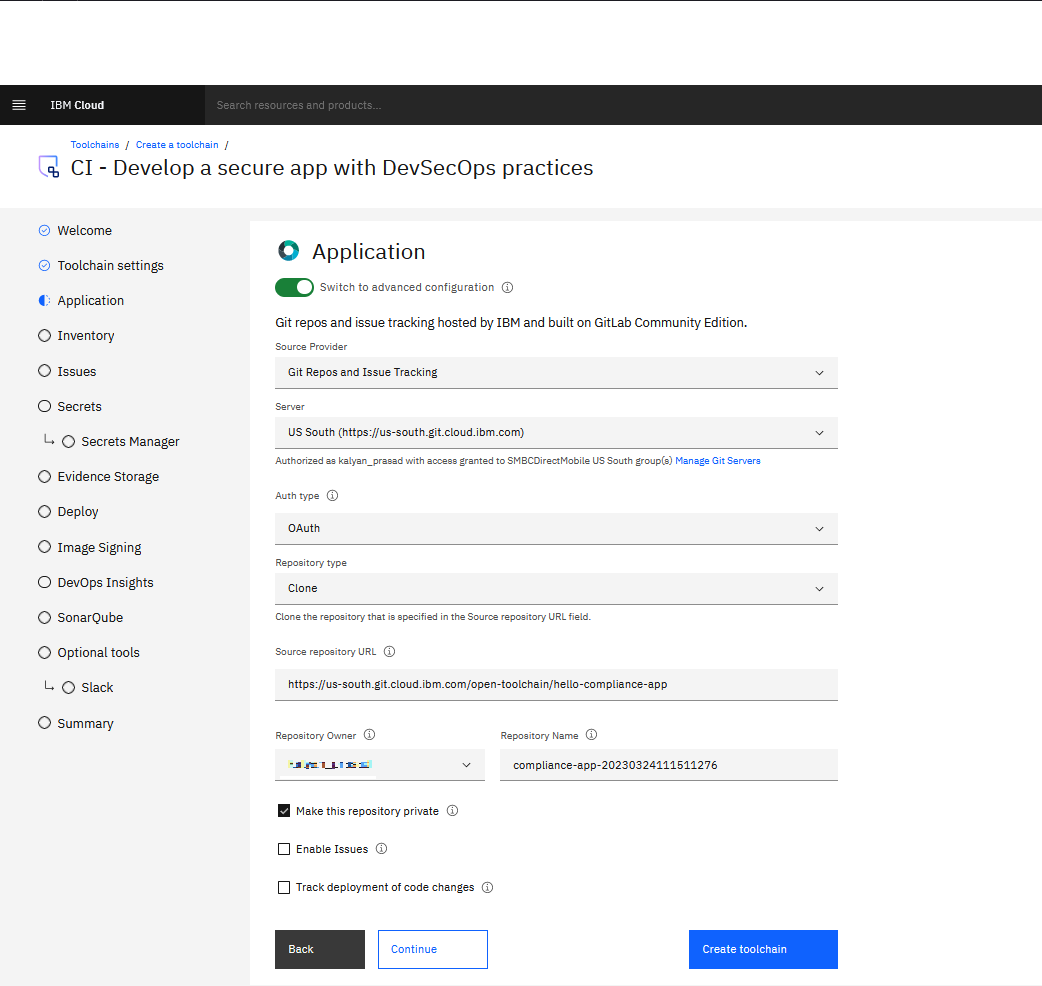 IBM Cloud
Search resources and products...
Toolchains / Create a toolchain /
CI - Develop a secure app with DevSecOps practices
Welcome
Toolchain settings
Application
Inventory
Issues
Secrets
Secrets Manager
Evidence Storage
Deploy
Image Signing
DevOps Insights
SonarQube
Optional tools
Slack
Summary
Application
Switch to advanced configuration
Git repos and issue tracking hosted by IBM and built on GitLab Community Edition.
Source Provider
Git Repos and Issue Tracking
Server
US South (https://us-south.git.cloud.ibm.com)
Authorized as kalyan_prasad with access granted to SMBCDirectMobile US South group(s) Manage Git Servers
Auth type
OAuth
Repository type
Clone
Clone the repository that is specified in the Source repository URL field.
Source repository URL
https://us-south.git.cloud.ibm.com/open-toolchain/hello-compliance-app
Repository Owner
Repository Name
compliance-app-20230324111511276
Make this repository private
Enable Issues
Track deployment of code changes
Back
Continue
Create toolchain